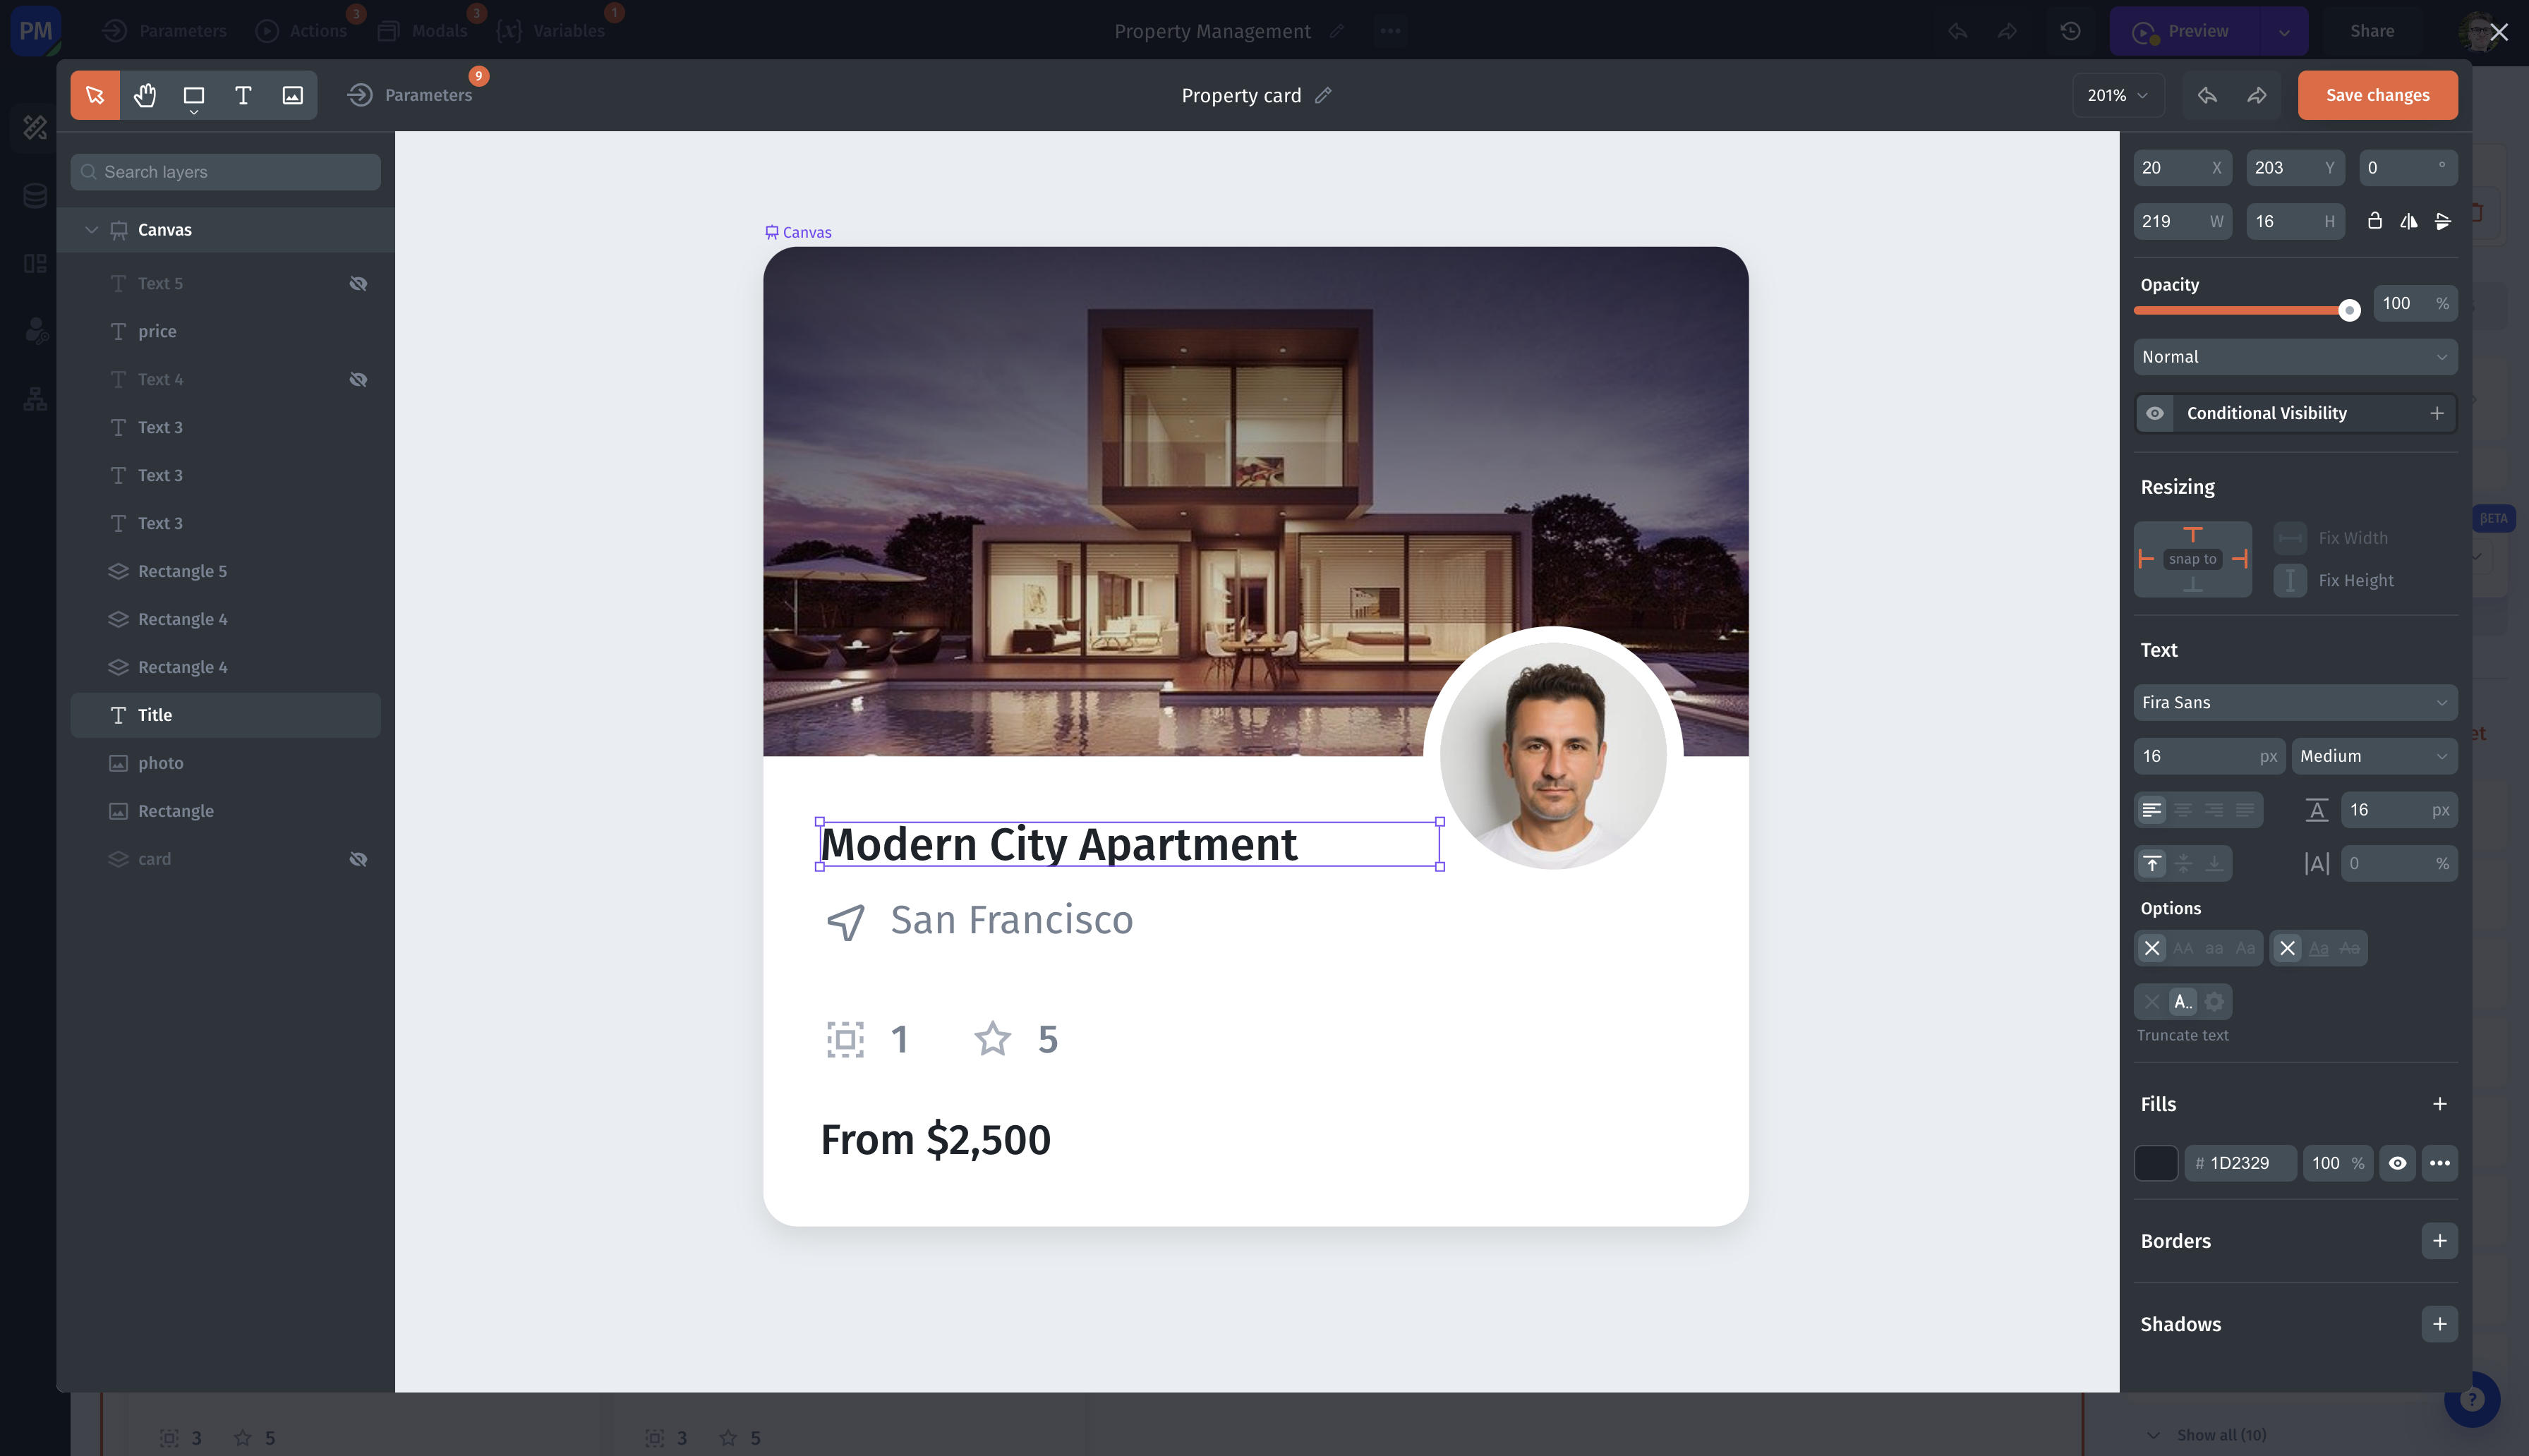 PM
Parameters
3
Actions
3
Modals
{x}
1
Variables
Property Management
Preview
Share
Parameters
9
Property card
201%
Save changes
Search layers
Canvas
Text 5
price
Text 4
Text 3
Text 3
Text 3
Rectangle 5
Rectangle 4
Rectangle 4
Title
photo
Rectangle
card
Canvas
Modern City Apartment
San Francisco
1
5
From $2,500
20 X
203 Y
0 °
219 W
16 H
Opacity
100 %
Normal
Conditional Visibility
Resizing
snap to
Fix Width
Fix Height
BETA
Text
Fira Sans
et
16 px
Medium
A 16 px
|A| 0 %
Options
AA aa Aa
Aa Aa
A..
Truncate text
Fills
# 1D2329
100 %
Borders
Shadows
?
3
5
3
5
Show all (10)